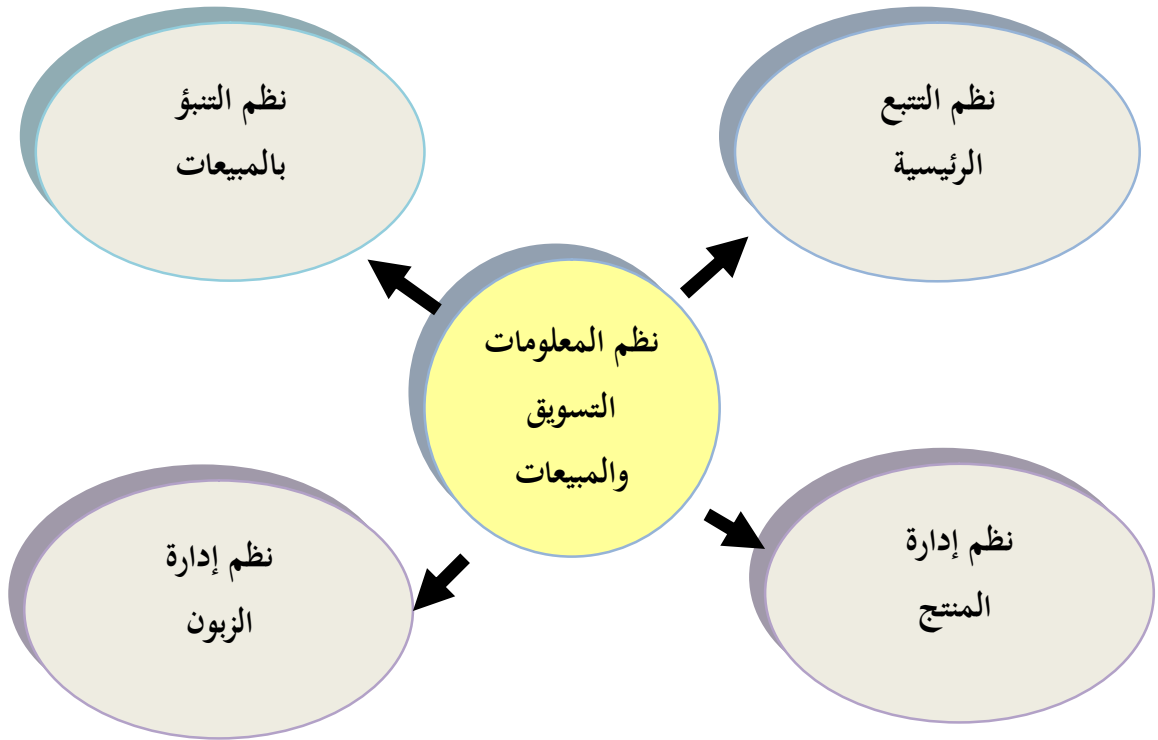 نظم التتبع
الرئيسية
نظم التنبؤ
بالمبيعات
نظم المعلومات
التسويق
والمبيعات
نظم إدارة
المنتج
نظم إدارة
الزبون